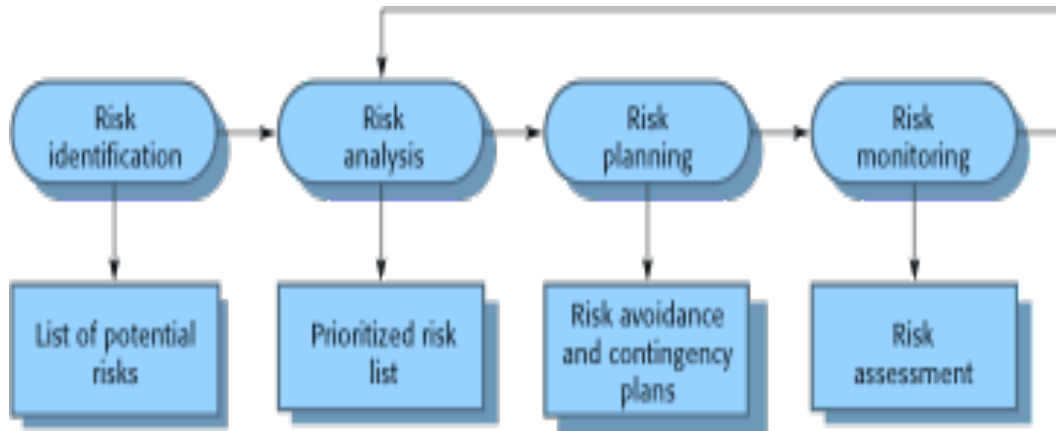 Risk
identification
Risk
analysis
Risk
planning
Risk
monitoring
List of potential
risks
Prioritized risk
list
Risk avoidance
and contingency
plans
Risk
assessment